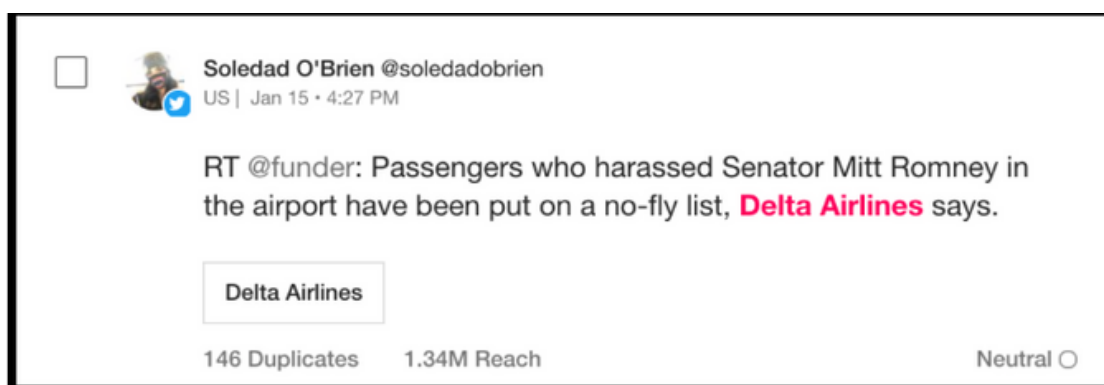 Soledad O'Brien @soledadobrien
US | Jan 15 • 4:27 PM
RT @funder: Passengers who harassed Senator Mitt Romney in
the airport have been put on a no-fly list, Delta Airlines says.
Delta Airlines
146 Duplicates 1.34M Reach Neutral